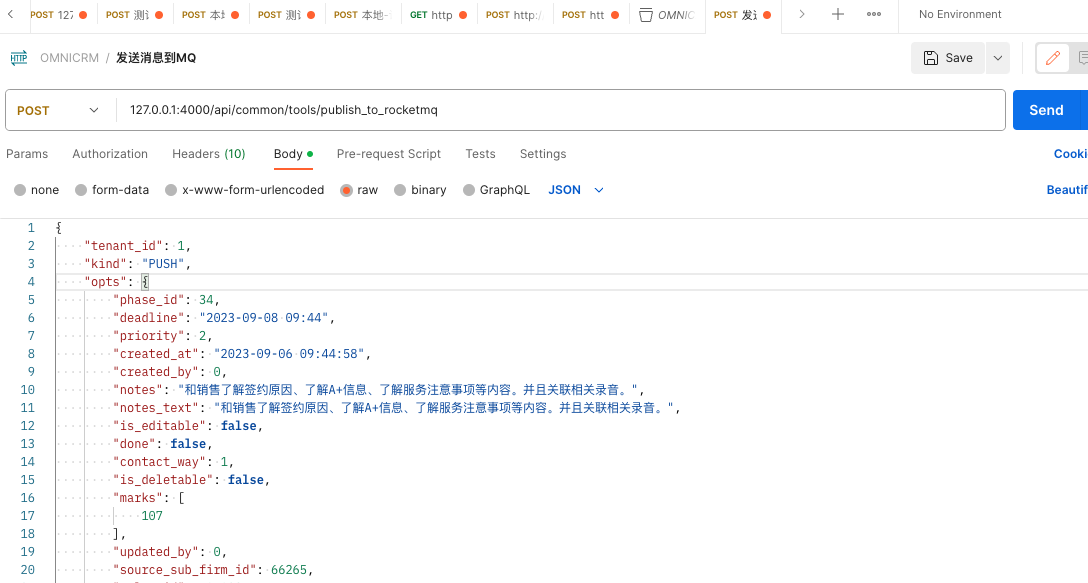 POST 127
POST 测试
POST 本地
POST 测试
POST 本地-
GET http
POST http:/
POST htt
OMNIC
POST 发送
No Environment
HTTP OMNICRM / 发送消息到MQ
Save
POST 127.0.0.1:4000/api/common/tools/publish_to_rocketmq Send
Params Authorization Headers (10) Body Pre-request Script Tests Settings Cooki
none form-data x-www-form-urlencoded raw binary GraphQL JSON Beautif
1 {
2 "tenant_id": 1,
3 "kind": "PUSH",
4 "opts": {
5 "phase_id": 34,
6 "deadline": "2023-09-08 09:44",
7 "priority": 2,
8 "created_at": "2023-09-06 09:44:58",
9 "created_by": 0,
10 "notes": "和销售了解签约原因、了解A+信息、了解服务注意事项等内容。并且关联相关录音。",
11 "notes_text": "和销售了解签约原因、了解A+信息、了解服务注意事项等内容。并且关联相关录音。",
12 "is_editable": false,
13 "done": false,
14 "contact_way": 1,
15 "is_deletable": false,
16 "marks": [
17 107
18 ],
19 "updated_by": 0,
20 "source_sub_firm_id": 66265,